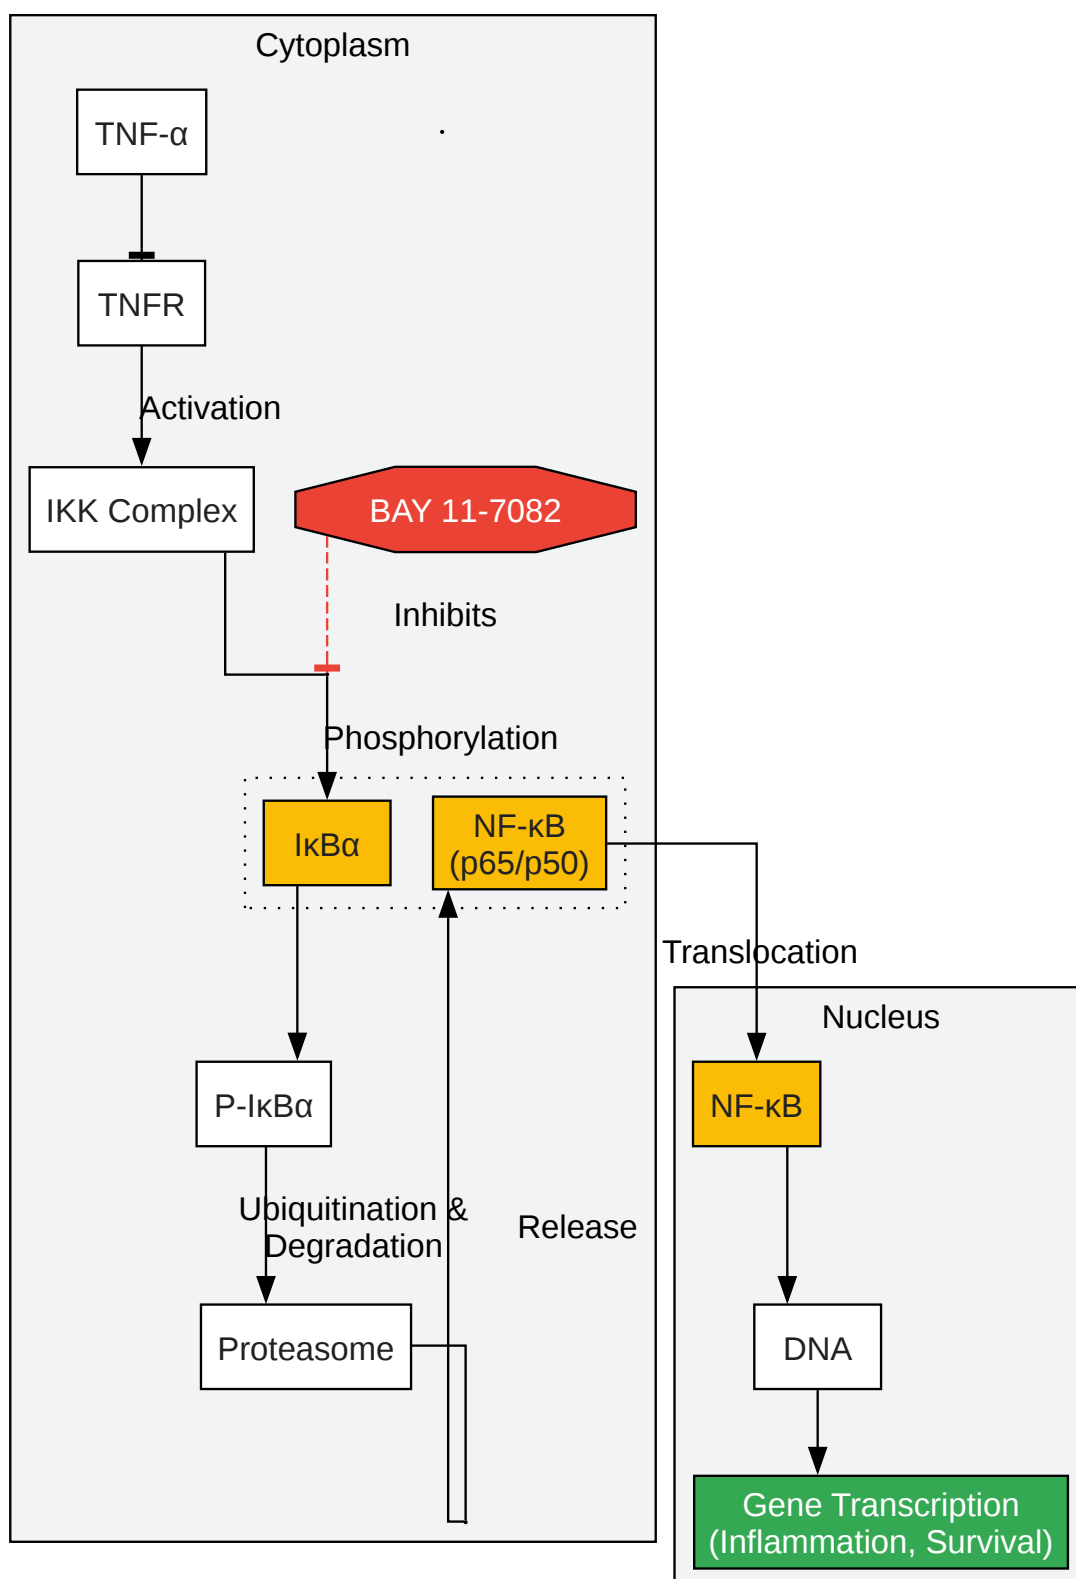 Cytoplasm
TNF-α
TNFR
Activation
IKK Complex
BAY 11-7082
Inhibits
Phosphorylation
IκBα
NF-κB
(p65/p50)
Translocation
Nucleus
P-IκBα
NF-κB
Ubiquitination &
Degradation
Release
Proteasome
DNA
Gene Transcription
(Inflammation, Survival)